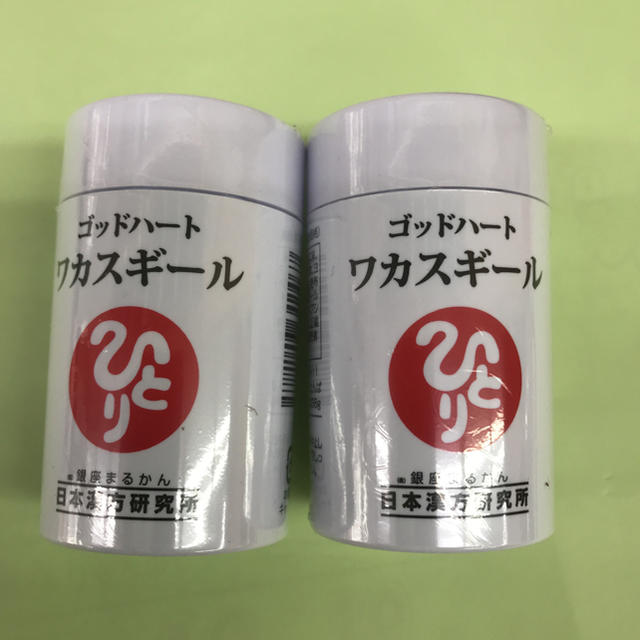 ゴッドハート
ワカスギール
ひとり
㈱銀座まるかん
日本漢方研究所
ゴッドハート
ワカスギール
ひとり
㈱銀座まるかん
日本漢方研究所